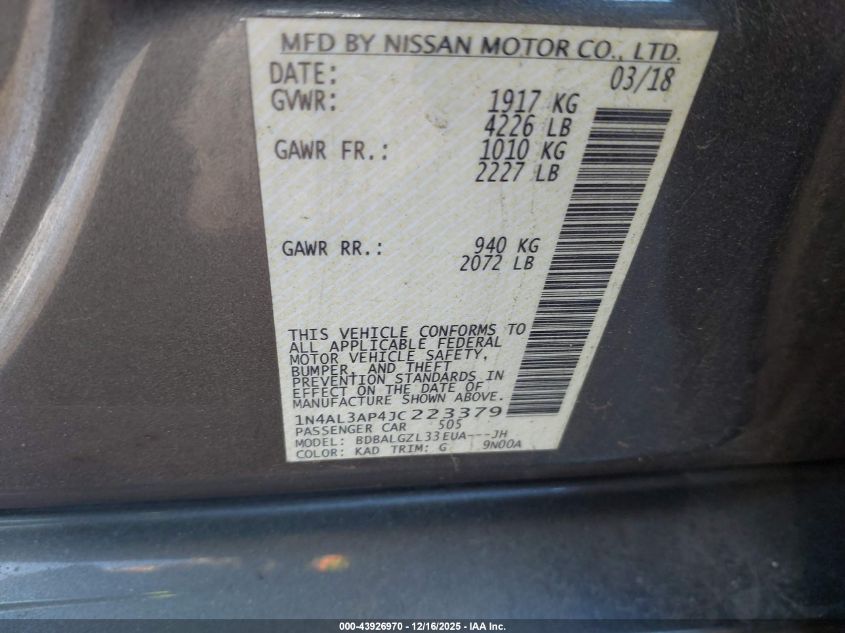 MFD BY NISSAN MOTOR CO., LTD.
DATE: 03/18
GVWR: 1917 KG
4226 LB
GAWR FR.: 1010 KG
2227 LB
GAWR RR.: 940 KG
2072 LB
THIS VEHICLE CONFORMS TO
ALL APPLICABLE FEDERAL
MOTOR VEHICLE SAFETY,
BUMPER, AND THEFT
PREVENTION STANDARDS IN
EFFECT ON THE DATE OF
MANUFACTURE SHOWN ABOVE.
1N4AL3AP4JC223379
PASSENGER CAR 505
MODEL: BDBALGZL33EUA---JH
COLOR: KAD TRIM: G 9N00A
000-43926970 - 12/16/2025 - IAA Inc.